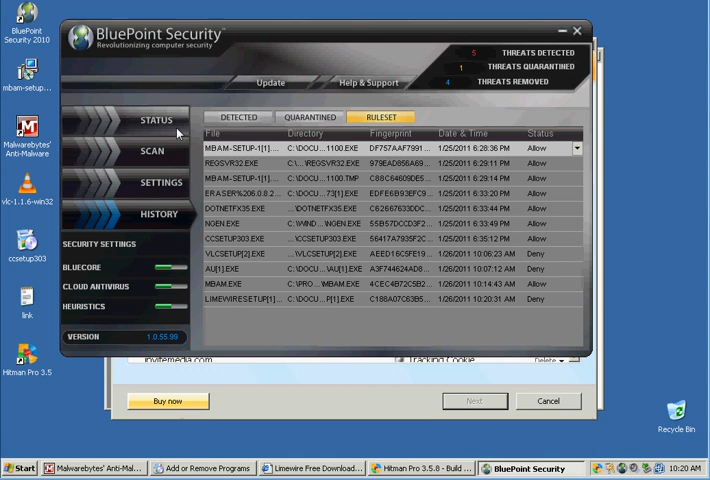 BluePoint
Security 2010
mbam-setup...
Malwarebytes'
Anti-Malware
vlc-1.1.6-win32
ccsetup303
link
Hitman Pro 3.5
BluePoint Security™
Revolutionizing computer security
5 THREATS DETECTED
1 THREATS QUARANTINED
4 THREATS REMOVED
Update Help & Support
STATUS
SCAN
SETTINGS
HISTORY
SECURITY SETTINGS
BLUECORE
CLOUD ANTIVIRUS
HEURISTICS
VERSION 1.0.55.99
DETECTED QUARANTINED RULESET
File Directory Fingerprint Date & Time Status
MBAM-SETUP-1[1].... C:\DOCU...1100.EXE DF757AAF7991... 1/25/2011 6:28:36 PM Allow
REGSVR32.EXE C:\...\REGSVR32.EXE 979EAD856A69... 1/25/2011 6:29:11 PM Allow
MBAM-SETUP-1[1].... C:\DOCU...1100.TMP C88C64609DE5... 1/25/2011 6:29:14 PM Allow
ERASER%206.0.8.2... C:\DOCU...73[1].EXE EDFE6B93EFC9... 1/25/2011 6:33:20 PM Allow
DOTNETFX35.EXE ...\DOTNETFX35.EXE C62667633DDC... 1/25/2011 6:33:44 PM Allow
NGEN.EXE C:\WIND...\NGEN.EXE 55B57DCCD3F2... 1/25/2011 6:33:49 PM Allow
CCSETUP303.EXE ...\CCSETUP303.EXE 56417A7935F2C... 1/25/2011 6:35:12 PM Allow
VLCSETUP[2].EXE ...\VLCSETUP[2].EXE AEED16C5FE19... 1/26/2011 10:06:23 AM Deny
AU[1].EXE C:\DOCU...\AU[1].EXE A3F744624AD8... 1/26/2011 10:07:12 AM Deny
MBAM.EXE C:\PRO...\MBAM.EXE 4CEC4B72C5B2... 1/26/2011 10:14:43 AM Allow
LIMEWIRESETUP[1]... C:\DOCU...P[1].EXE C188A07C63B5... 1/26/2011 10:20:31 AM Deny
invitemedia.com Tracking Cookie Delete
Buy now Next Cancel
Recycle Bin
Start Malwarebytes' Anti-Mal... Add or Remove Programs Limewire Free Download... Hitman Pro 3.5.8 - Build ... BluePoint Security 10:20 AM